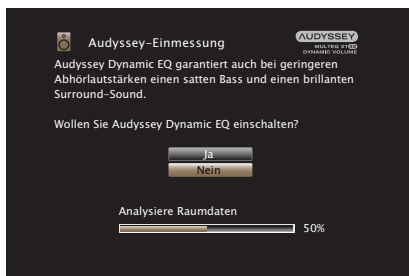 Audyssey-Einmessung
AUDYSSEY
MULTEQ XT32
DYNAMIC VOLUME
Audyssey Dynamic EQ garantiert auch bei geringeren
Abhörlautstärken einen satten Bass und einen brillanten
Surround-Sound.
Wollen Sie Audyssey Dynamic EQ einschalten?
Ja
Nein
Analysiere Raumdaten
50%